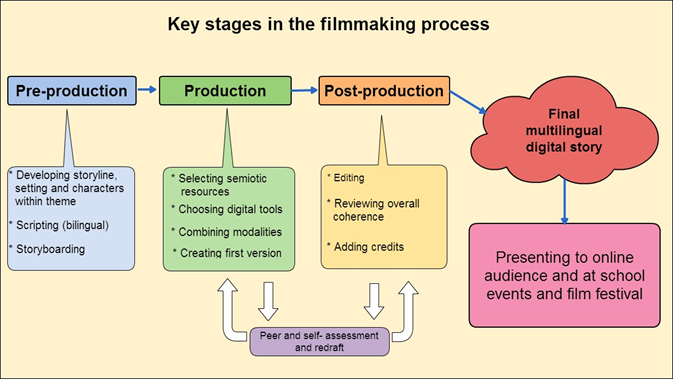 Key stages in the filmmaking process
Pre-production
Production
Post-production
Final
multilingual
digital story
* Developing storyline,
setting and characters
within theme
* Scripting (bilingual)
* Storyboarding
* Selecting semiotic
resources
* Choosing digital tools
* Combining modalities
* Creating first version
* Editing
* Reviewing overall
coherence
* Adding credits
Presenting to online
audience and at school
events and film festival
Peer and self- assessment
and redraft